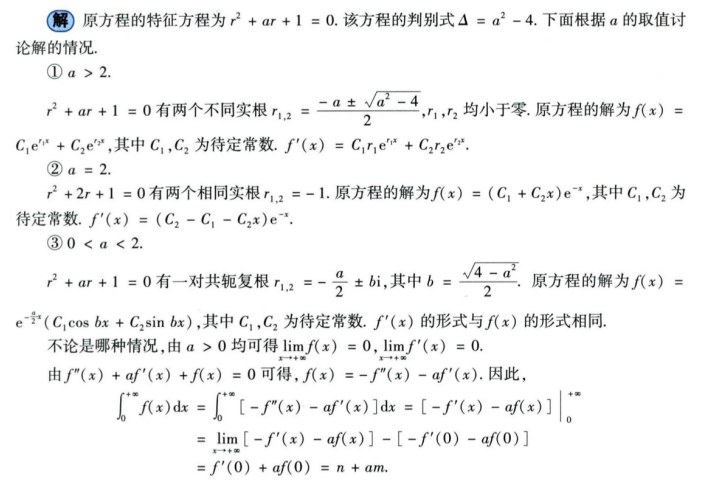 解 原方程的特征方程为 r² + ar + 1 = 0. 该方程的判别式 Δ = a² − 4. 下面根据 a 的取值讨
论解的情况.
① a > 2.
r² + ar + 1 = 0 有两个不同实根 r₁,₂ = (−a ± √(a² − 4))/2, r₁, r₂ 均小于零. 原方程的解为 f(x) =
C₁e^{r₁x} + C₂e^{r₂x}, 其中 C₁, C₂ 为待定常数. f′(x) = C₁r₁e^{r₁x} + C₂r₂e^{r₂x}.
② a = 2.
r² + 2r + 1 = 0 有两个相同实根 r₁,₂ = −1. 原方程的解为 f(x) = (C₁ + C₂x)e^{−x}, 其中 C₁, C₂ 为
待定常数. f′(x) = (C₂ − C₁ − C₂x)e^{−x}.
③ 0 < a < 2.
r² + ar + 1 = 0 有一对共轭复根 r₁,₂ = −a/2 ± bi, 其中 b = √(4 − a²)/2. 原方程的解为 f(x) =
e^{−(a/2)x}(C₁cos bx + C₂sin bx), 其中 C₁, C₂ 为待定常数. f′(x) 的形式与 f(x) 的形式相同.
不论是哪种情况, 由 a > 0 均可得 lim_{x→+∞} f(x) = 0, lim_{x→+∞} f′(x) = 0.
由 f″(x) + af′(x) + f(x) = 0 可得, f(x) = −f″(x) − af′(x). 因此,
∫₀^{+∞} f(x)dx = ∫₀^{+∞} [−f″(x) − af′(x)]dx = [−f′(x) − af(x)] |₀^{+∞}
= lim_{x→+∞} [−f′(x) − af(x)] − [−f′(0) − af(0)]
= f′(0) + af(0) = n + am.